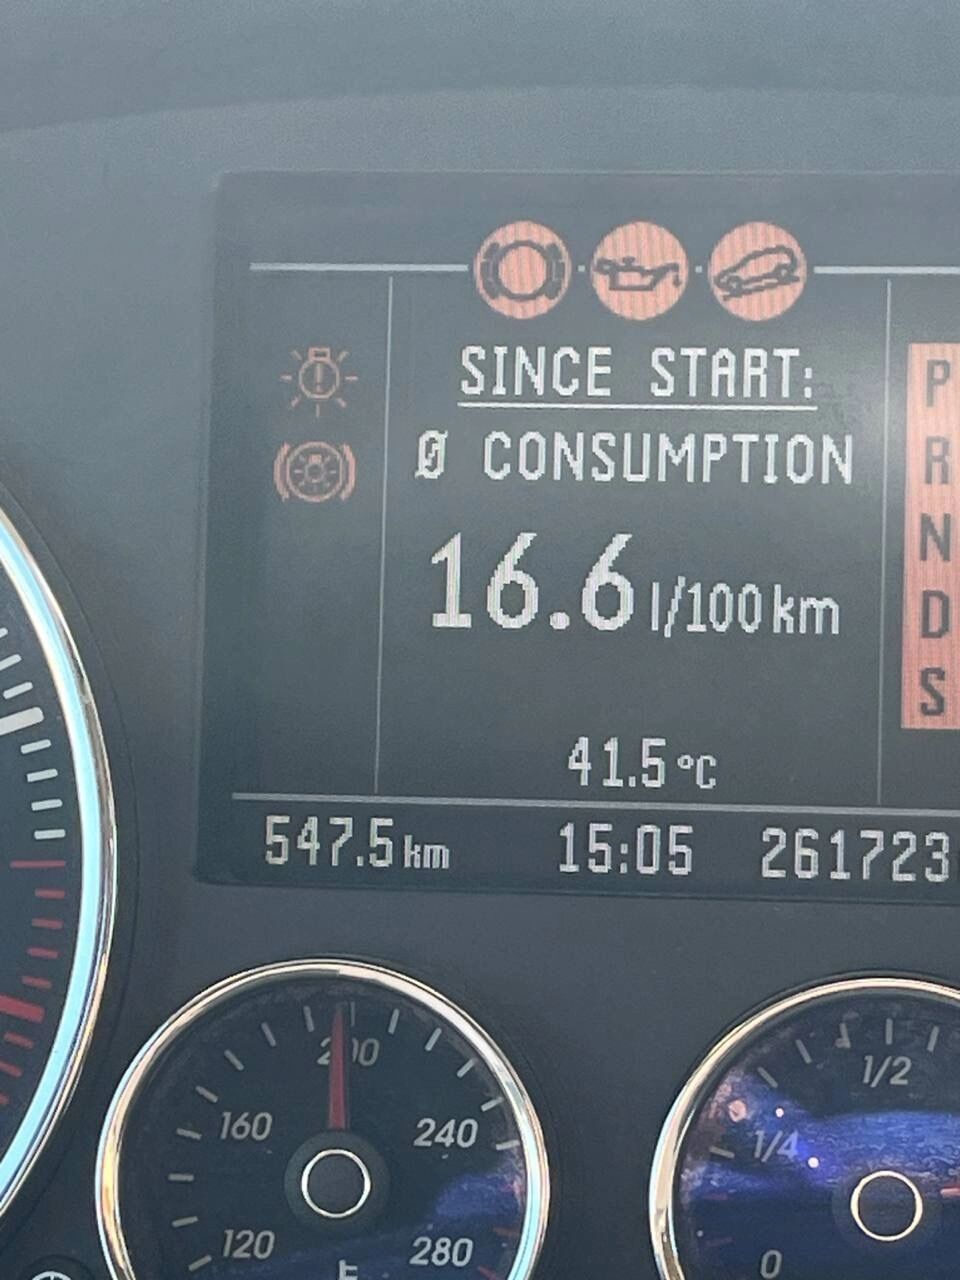 SINCE START:
Ø CONSUMPTION
16.6 l/100 km
41.5 °C
547.5 km 15:05 261723
P
R
N
D
S
200
160
240
120
280
1/2
1/4
0